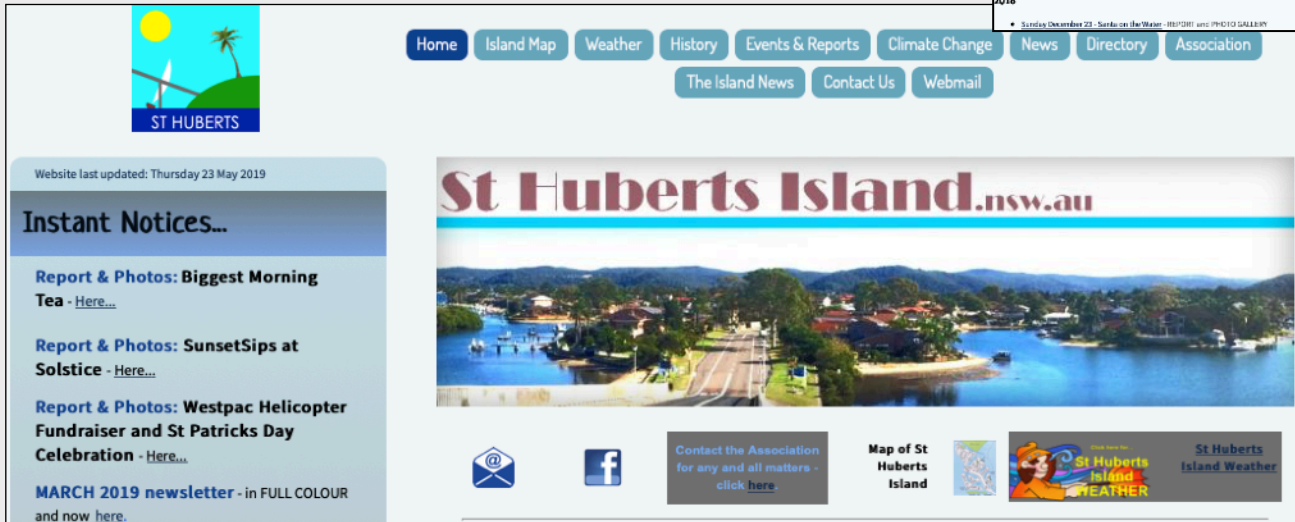 2018
Sunday December 23 - Santa on the Water - REPORT and PHOTO GALLERY
Home Island Map Weather History Events & Reports Climate Change News Directory Association
The Island News Contact Us Webmail
ST HUBERTS
Website last updated: Thursday 23 May 2019
Instant Notices...
Report & Photos: Biggest Morning
Tea - Here...
Report & Photos: SunsetSips at
Solstice - Here...
Report & Photos: Westpac Helicopter
Fundraiser and St Patricks Day
Celebration - Here...
MARCH 2019 newsletter - in FULL COLOUR
and now here.
St Huberts Island.nsw.au
@
f
Contact the Association
for any and all matters -
click here.
Map of St
Huberts
Island
Click here for...
St Huberts
Island
WEATHER
St Huberts
Island Weather